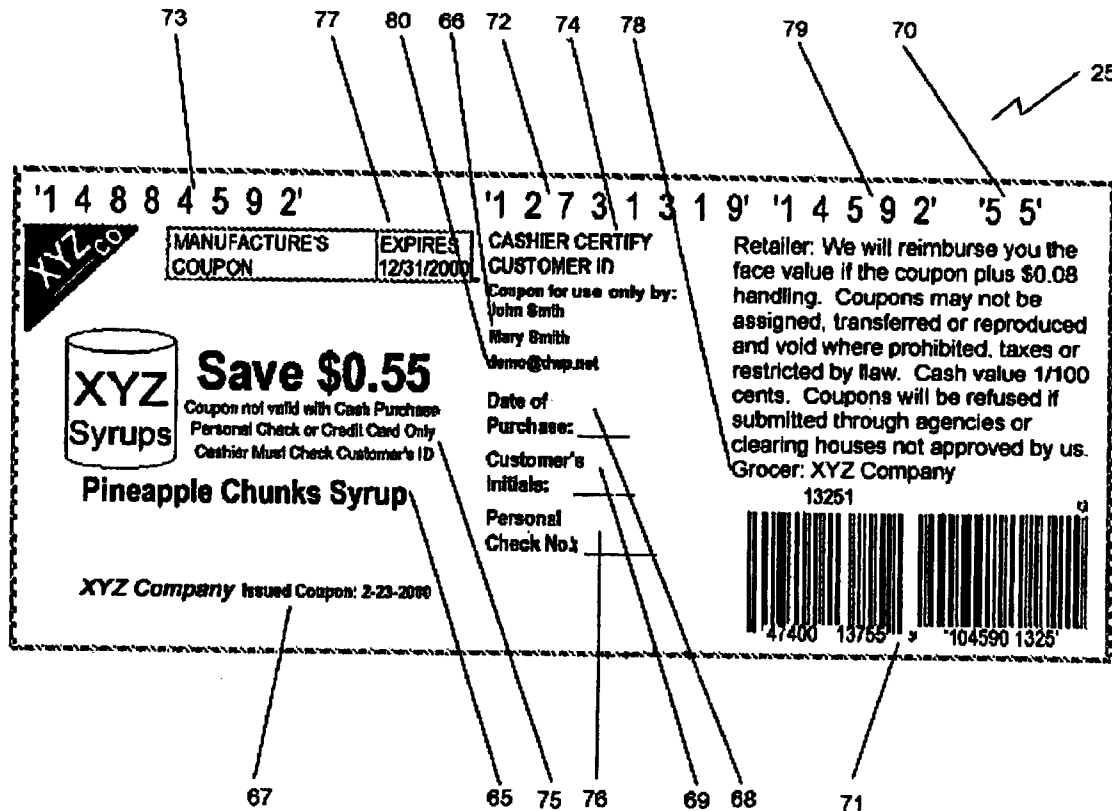 73 77 80 66 72 74 78 79 70
25
'1 4 8 8 4 5 9 2' '1 2 7 3 1 3 1 9' '1 4 5 9 2' '5 5'
XYZ CO
MANUFACTURE'S
COUPON
EXPIRES
12/31/2000
XYZ
Syrups
Save $0.55
Coupon not valid with Cash Purchase
Personal Check or Credit Card Only
Cashier Must Check Customer's ID
Pineapple Chunks Syrup
XYZ Company Issued Coupon: 2-23-2000
CASHIER CERTIFY
CUSTOMER ID
Coupon for use only by:
John Smith
Mary Smith
Date of
Purchase:
Customer's
Initials:
Personal
Check No.:
Retailer: We will reimburse you the
face value if the coupon plus $0.08
handling. Coupons may not be
assigned, transferred or reproduced
and void where prohibited, taxes or
restricted by llaw. Cash value 1/100
cents. Coupons will be refused if
submitted through agencies or
clearing houses not approved by us.
Grocer: XYZ Company
13251
47400 13755 9 '104590 1325'
67 65 75 76 69 68 71